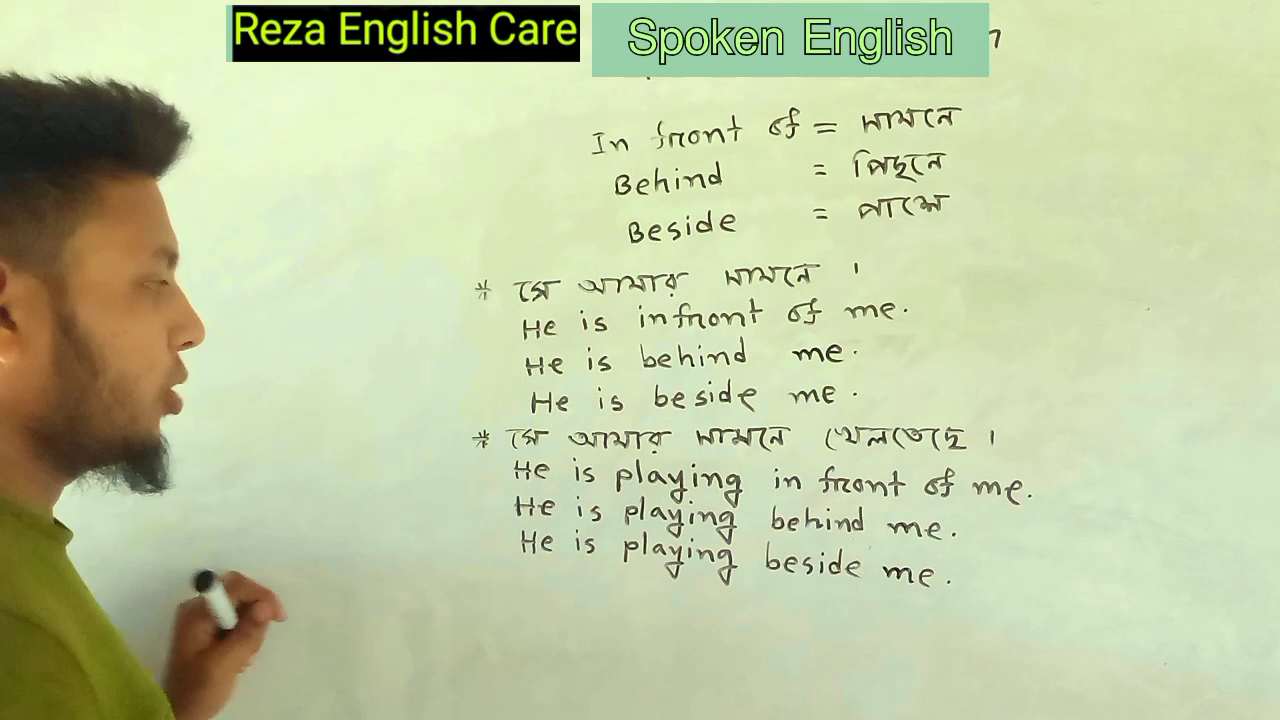 Reza English Care
Spoken English
In front of = সামনে
Behind = পিছনে
Beside = পাশে
* সে আমার সামনে ।
He is infront of me.
He is behind me.
He is beside me.
* সে আমার সামনে খেলতেছে ।
He is playing in front of me.
He is playing behind me.
He is playing beside me.